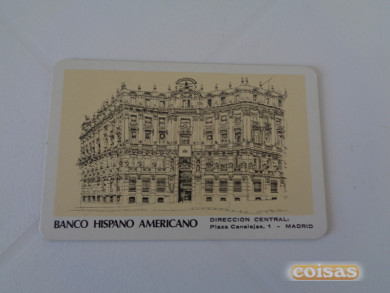 BANCO HISPANO AMERICANO
DIRECCION CENTRAL:
Plaza Canalejas, 1 - MADRID
coisas